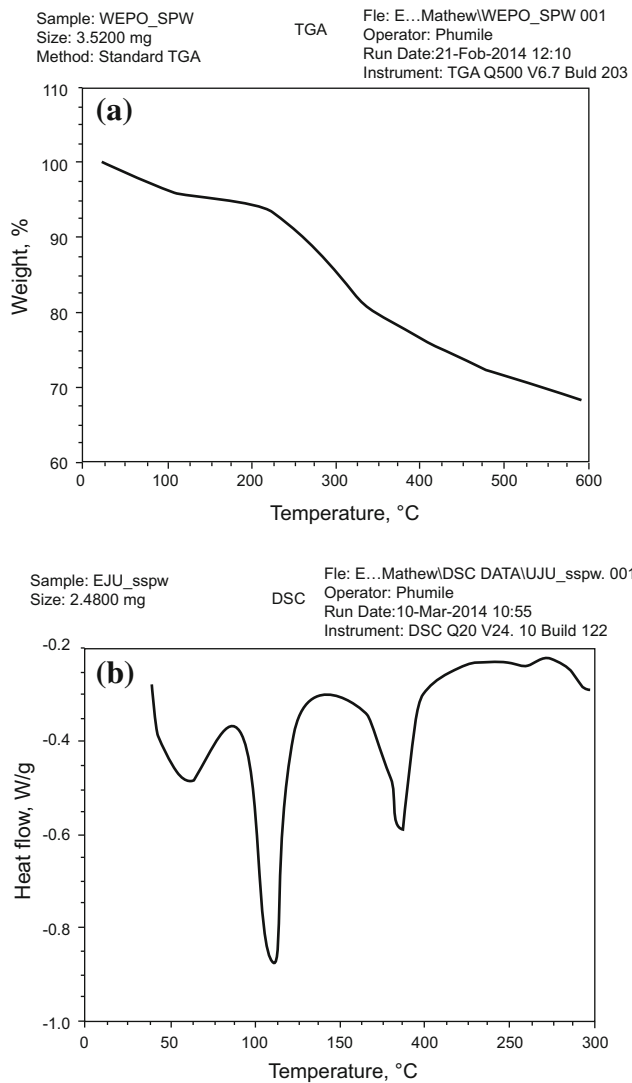 Sample: WEPO_SPW
Size: 3.5200 mg
Method: Standard TGA
TGA
Fle: E...Mathew\WEPO_SPW 001
Operator: Phumile
Run Date:21-Fob-2014 12:10
Instrument: TGA Q500 V6.7 Buld 203
(a)
110
100
90
80
70
60
Weight, %
0 100 200 300 400 500 600
Temperature, °C
Sample: EJU_sspw
Size: 2.4800 mg
DSC
Fle: E...Mathew\DSC DATA\UJU_sspw. 001
Operator: Phumile
Run Date:10-Mar-2014 10:55
Instrument: DSC Q20 V24. 10 Build 122
(b)
-0.2
-0.4
-0.6
-0.8
-1.0
Heat flow, W/g
0 50 100 150 400 250 300
Temperature, °C